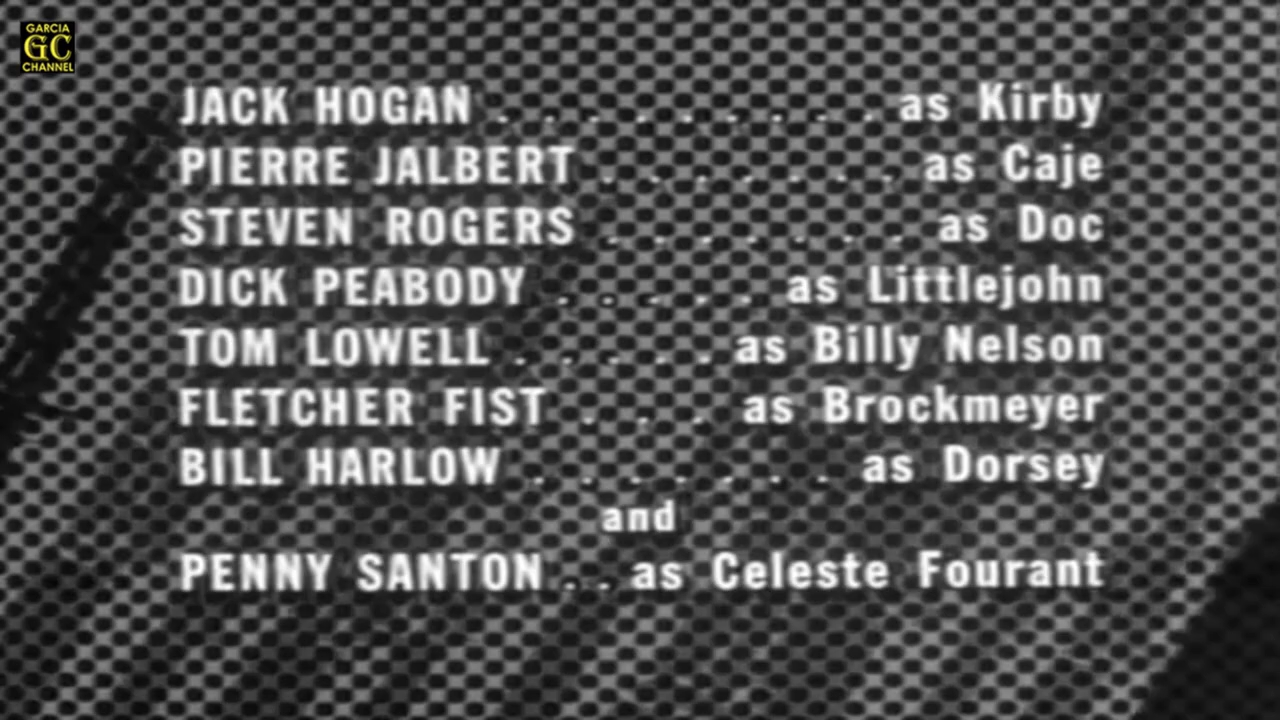 GARCIA
GC
CHANNEL
JACK HOGAN . . . . . . . . . as Kirby
PIERRE JALBERT . . . . . . . as Caje
STEVEN ROGERS . . . . . . . as Doc
DICK PEABODY . . . . . as Littlejohn
TOM LOWELL . . . . . as Billy Nelson
FLETCHER FIST . . . as Brockmeyer
BILL HARLOW . . . . . . . as Dorsey
and
PENNY SANTON . . as Celeste Fourant